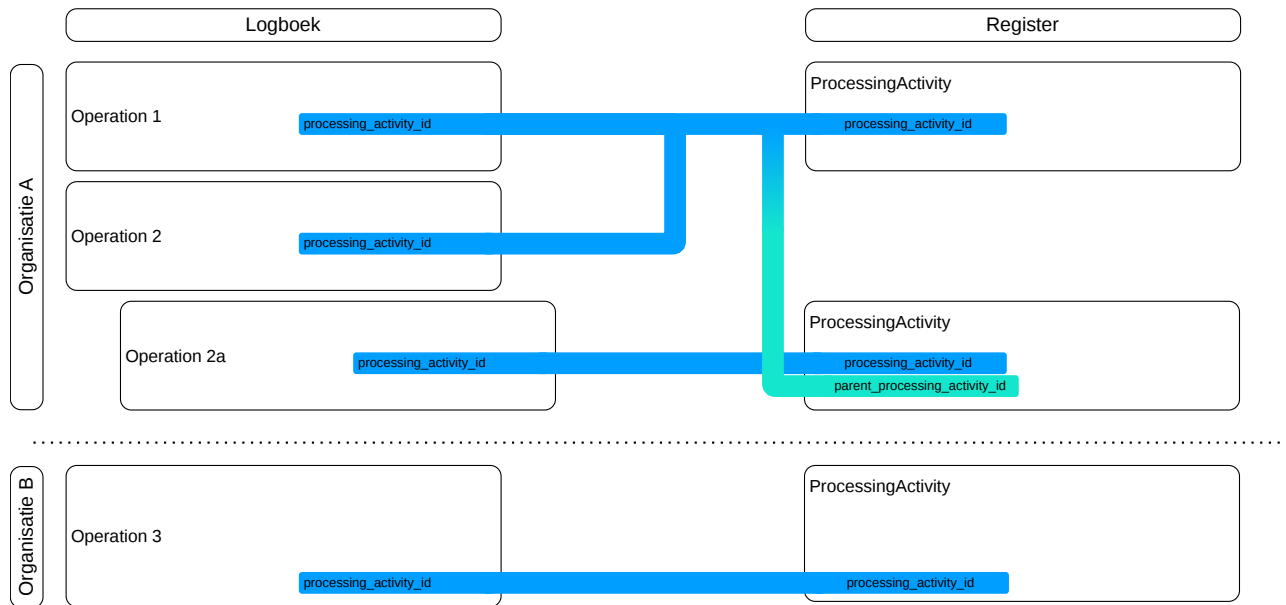 Logboek
Register
Organisatie A
Operation 1
processing_activity_id
ProcessingActivity
processing_activity_id
Operation 2
processing_activity_id
Operation 2a
processing_activity_id
ProcessingActivity
processing_activity_id
parent_processing_activity_id
Organisatie B
Operation 3
processing_activity_id
ProcessingActivity
processing_activity_id